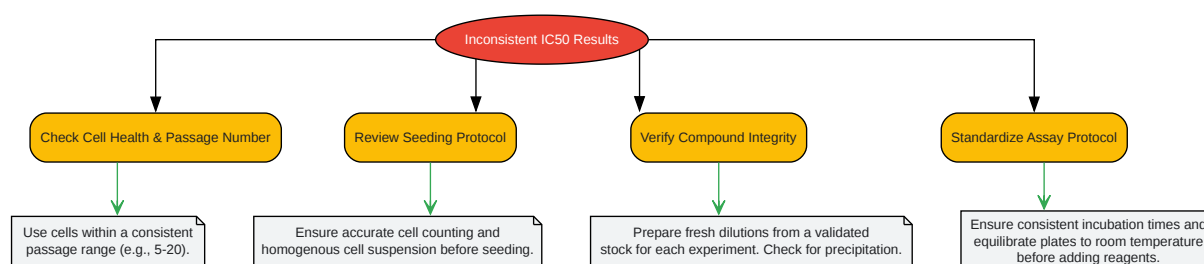 Inconsistent IC50 Results
Check Cell Health & Passage Number
Review Seeding Protocol
Verify Compound Integrity
Standardize Assay Protocol
Use cells within a consistent
passage range (e.g., 5-20).
Ensure accurate cell counting and
homogenous cell suspension before seeding.
Prepare fresh dilutions from a validated
stock for each experiment. Check for precipitation.
Ensure consistent incubation times and
equilibrate plates to room temperature
before adding reagents.